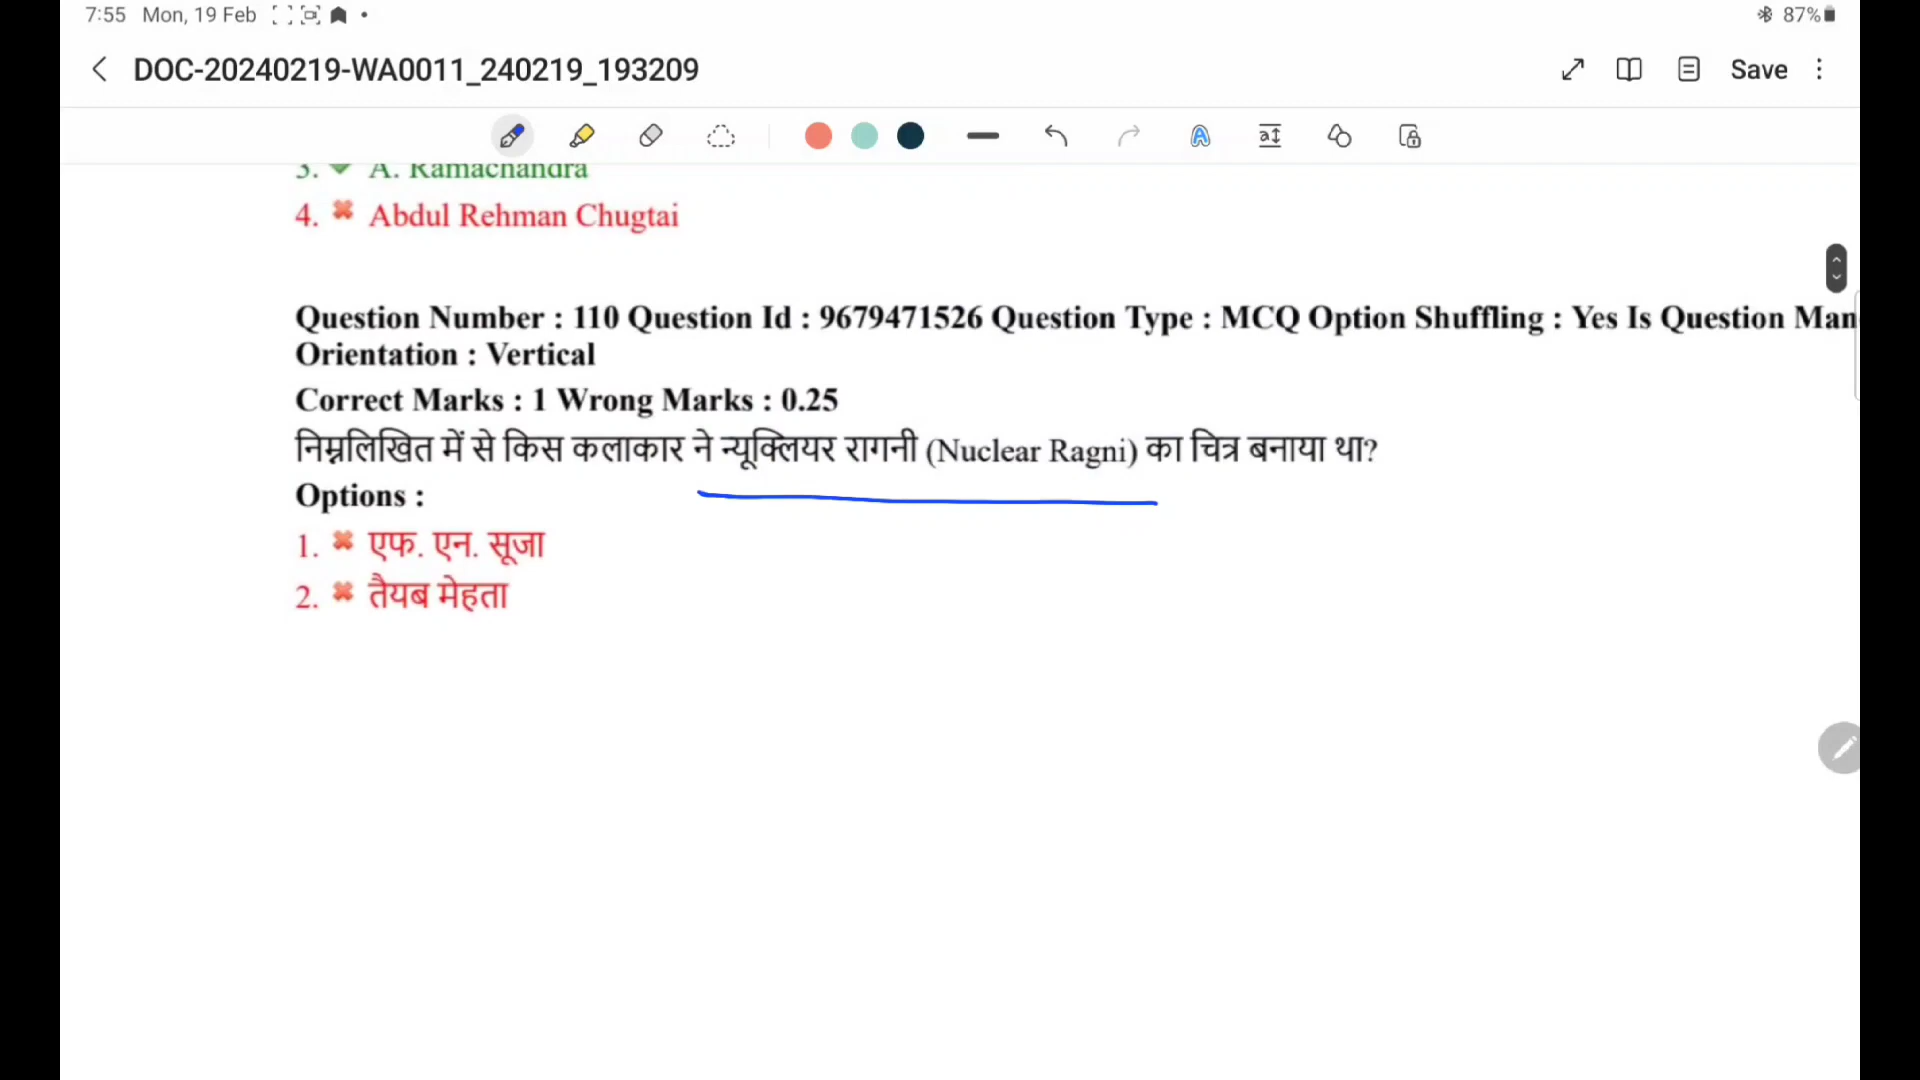 7:55 Mon, 19 Feb
87%
DOC-20240219-WA0011_240219_193209
Save
3. A. Ramachandra
4. Abdul Rehman Chugtai
Question Number : 110 Question Id : 9679471526 Question Type : MCQ Option Shuffling : Yes Is Question Man
Orientation : Vertical
Correct Marks : 1 Wrong Marks : 0.25
निम्नलिखित में से किस कलाकार ने न्यूक्लियर रागनी (Nuclear Ragni) का चित्र बनाया था?
Options :
1. एफ. एन. सूजा
2. तैयब मेहता